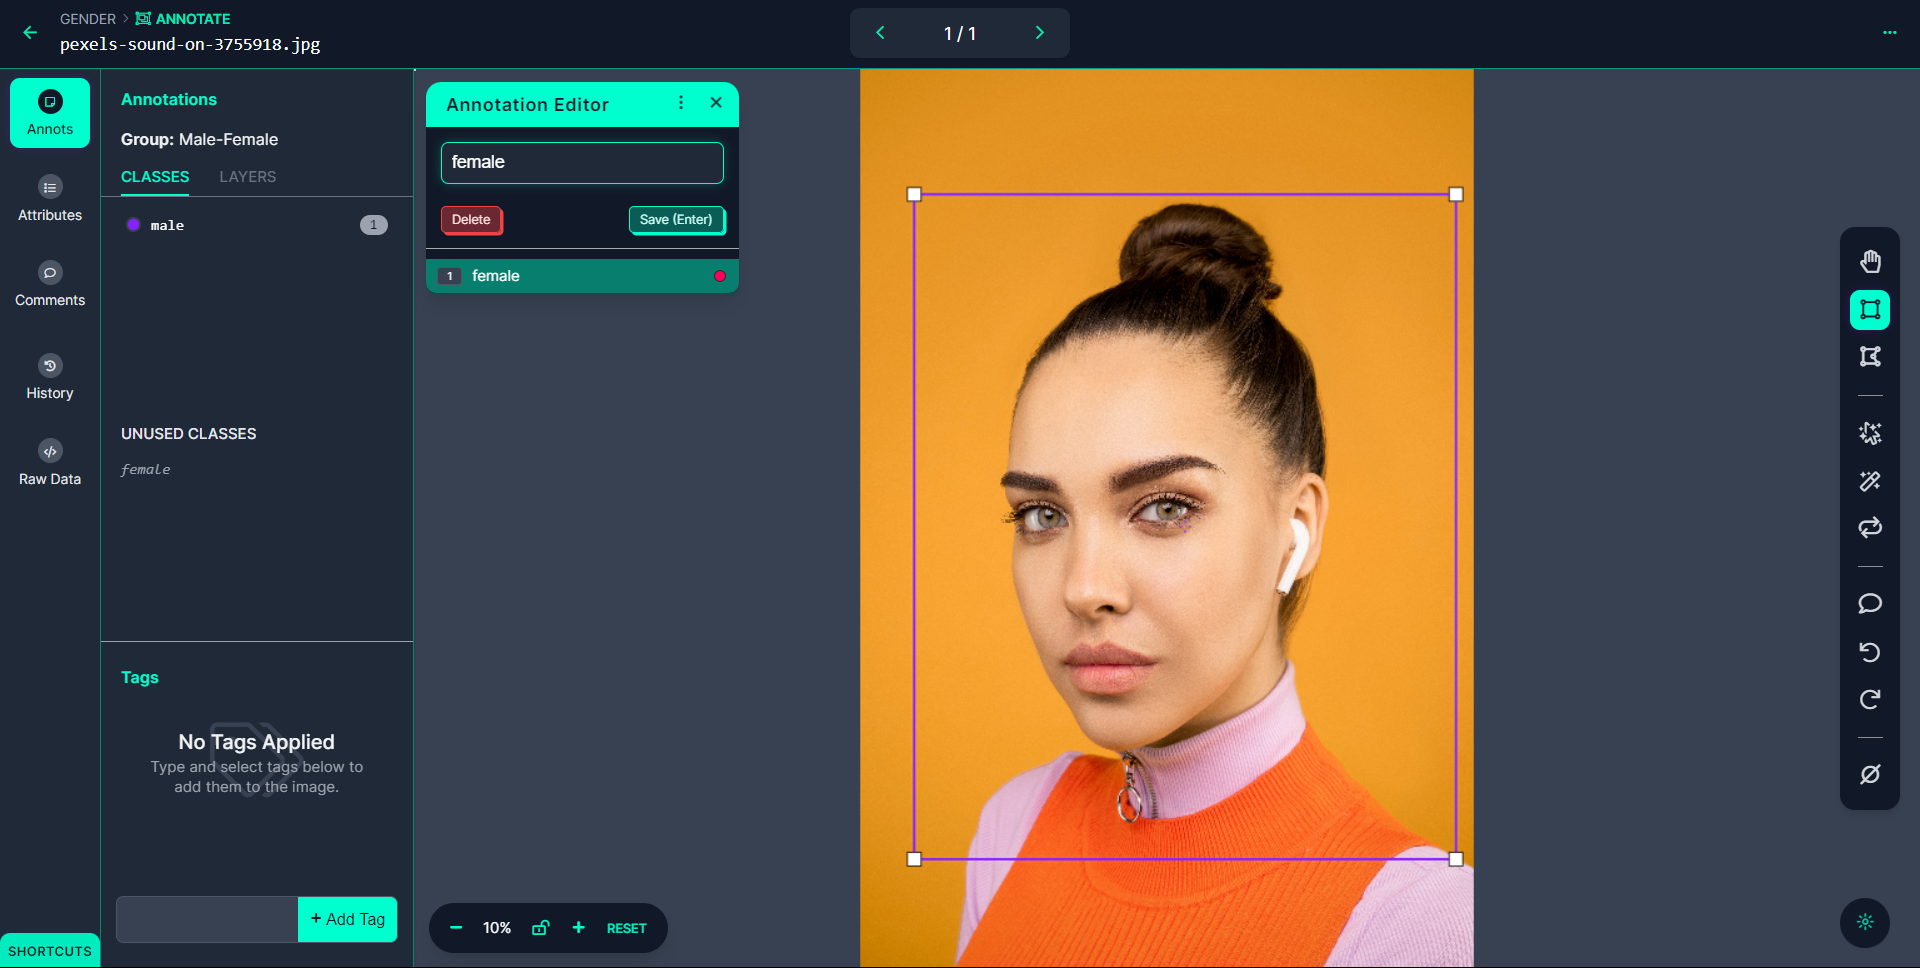 GENDER > ANNOTATE
pexels-sound-on-3755918.jpg
1 / 1
Annots
Attributes
Comments
History
Raw Data
SHORTCUTS
Annotations
Group: Male-Female
CLASSES LAYERS
male 1
UNUSED CLASSES
female
Tags
No Tags Applied
Type and select tags below to
add them to the image.
+ Add Tag
Annotation Editor
female
Delete Save (Enter)
1 female
10% RESET